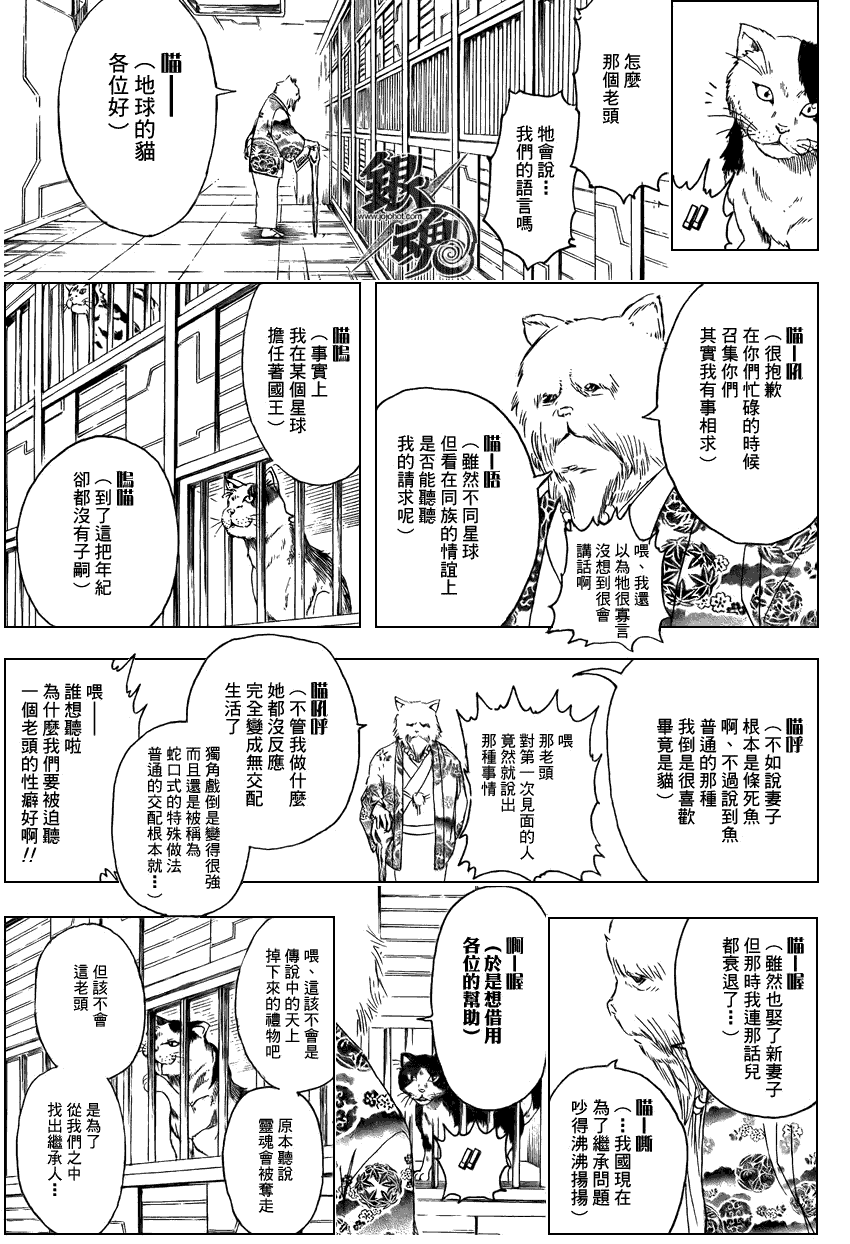 怎麼
那個老頭
牠會說…
我們的語言嗎
喵—
（地球的貓
各位好）
銀魂
www.jojohot.com
喵—吼
（很抱歉
在你們忙碌的時候
召集你們
其實我有事相求）
喵—唔
（雖然不同星球
但看在同族的情誼上
是否能聽聽
我的請求呢）
喂、我還
以為牠很寡言
沒想到很會
講話啊
喵嗚
（事實上
我在某個星球
擔任著國王）
嗚喵
（到了這把年紀
卻都沒有子嗣）
喵呼
（不如說妻子
根本是條死魚
啊、不過說到魚
普通的那種
我倒是很喜歡
畢竟是貓）
喂
那老頭
對第一次見面的人
竟然就說出
那種事情
喵吼呼
（不管我做什麼
她都沒反應
完全變成無交配
生活了
獨角戲倒是變得很強
而且還是被稱為
蛇口式的特殊做法
普通的交配根本就…）
喂——
誰想聽啦
為什麼我們要被迫聽
一個老頭的性癖好啊!!
喵—喔
（雖然也娶了新妻子
但那時我連那話兒
都衰退了…）
喵—嘶
（…我國現在
為了繼承問題
吵得沸沸揚揚）
啊—喔
（於是想借用
各位的幫助）
!!
喂、這該不會是
傳說中的天上
掉下來的禮物吧
原本聽說
靈魂會被奪走
但該不會
這老頭
是為了
從我們之中
找出繼承人…